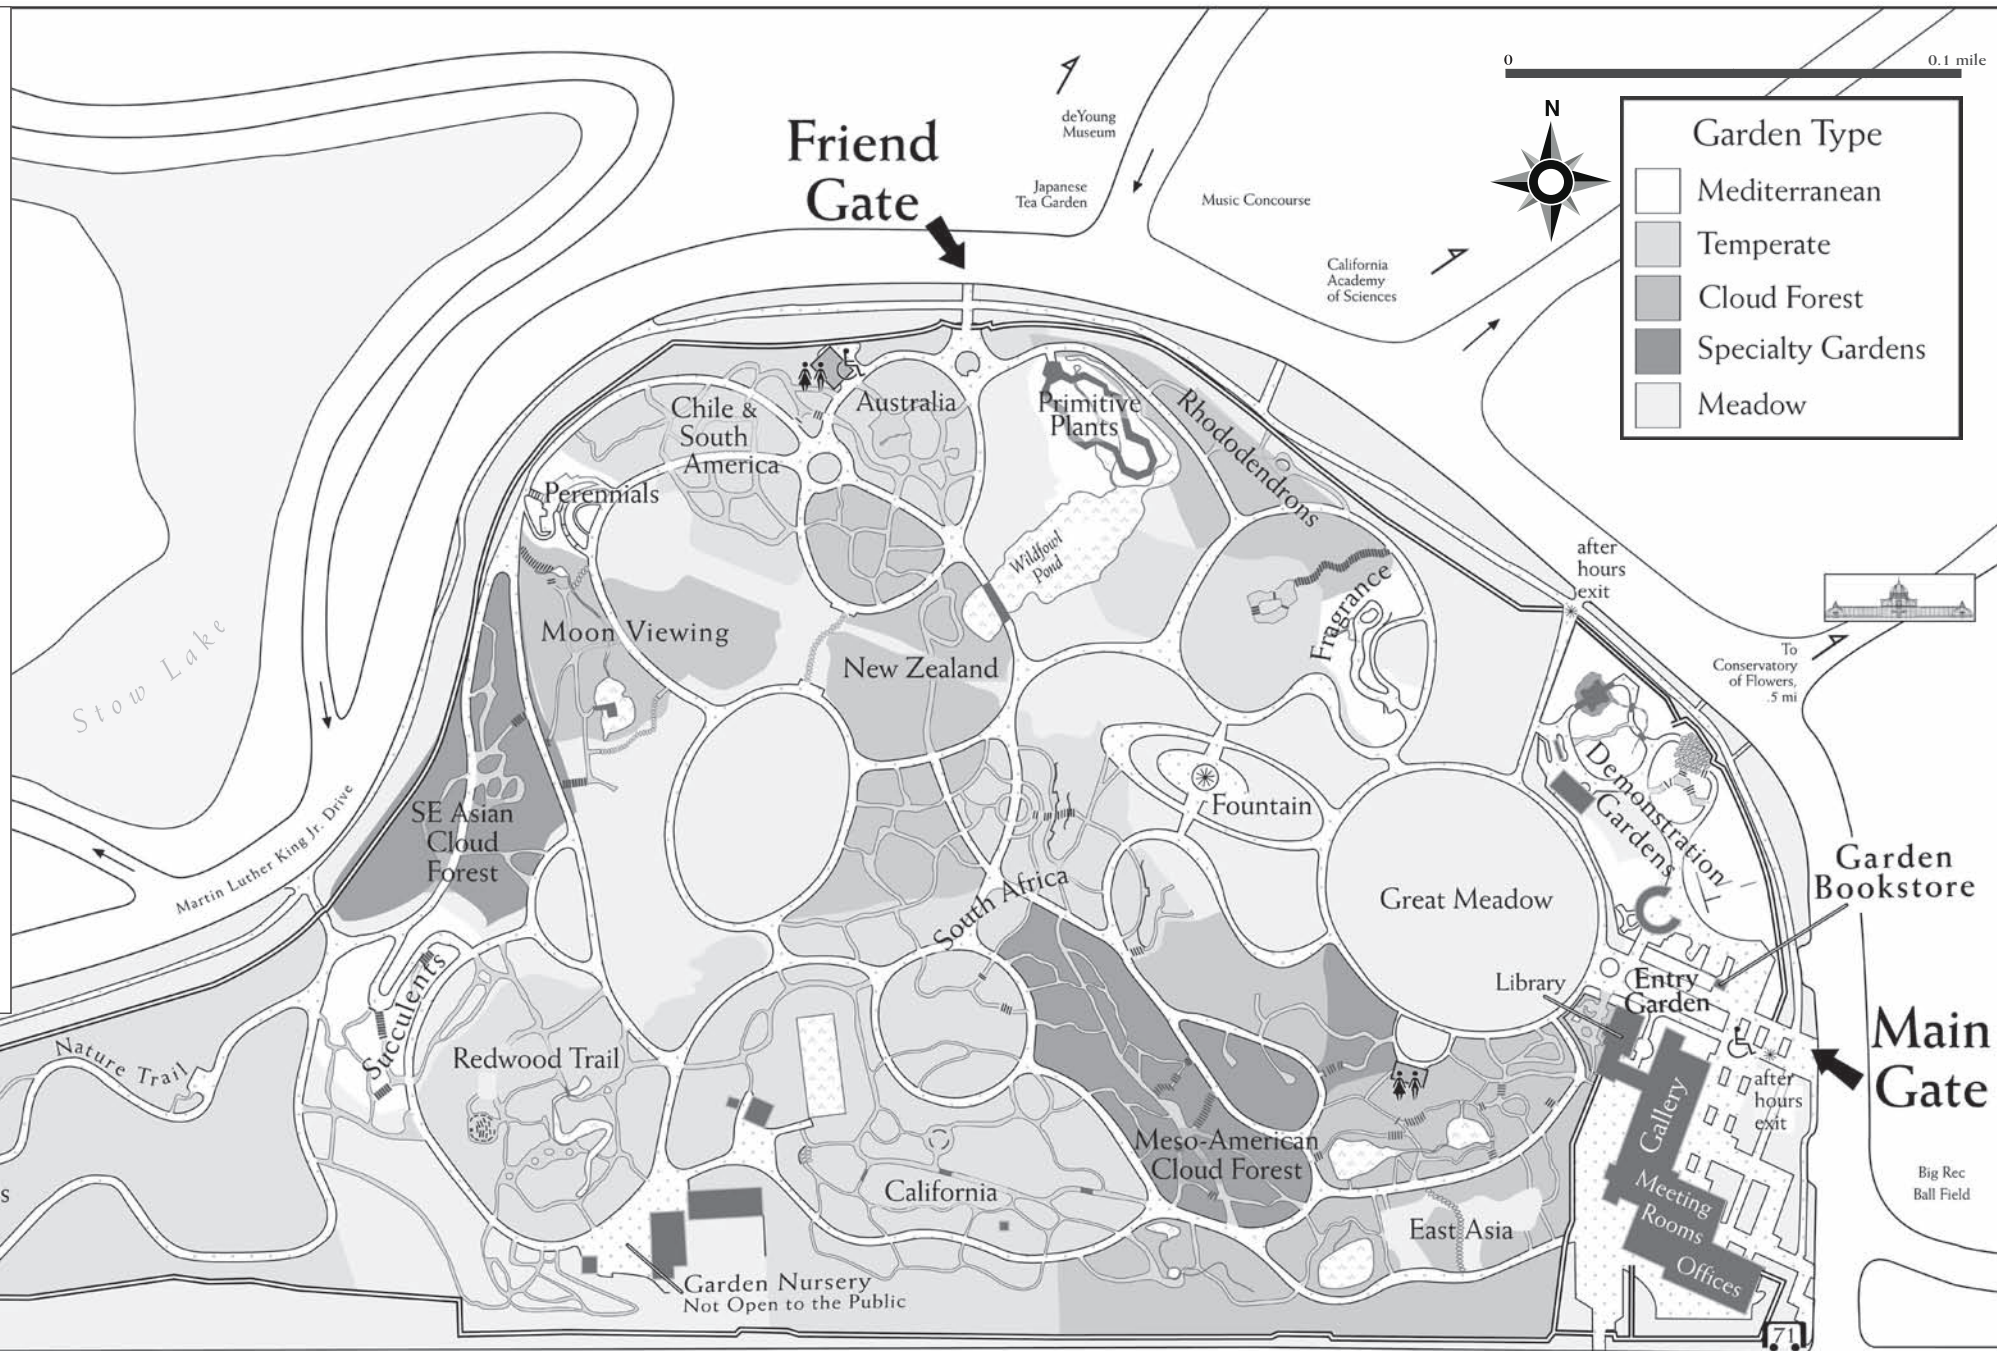 0
0.1 mile
N
Garden Type
Mediterranean
Temperate
Cloud Forest
Specialty Gardens
Meadow
deYoung
Museum
Friend
Gate
Japanese
Tea Garden
Music Concourse
California
Academy
of Sciences
Chile &
South
America
Australia
Primitive
Plants
Rhododendrons
Perennials
Wildfowl
Pond
Fragrance
after
hours
exit
Moon Viewing
New Zealand
Stow Lake
To
Conservatory
of Flowers,
.5 mi
Demonstration
Gardens
Fountain
SE Asian
Cloud
Forest
Martin Luther King Jr. Drive
South Africa
Great Meadow
Garden
Bookstore
Library
Entry
Garden
Succulents
Main
Gate
Nature Trail
Redwood Trail
after
hours
exit
Gallery
Meso-American
Cloud Forest
California
Meeting
Rooms
Offices
East Asia
Big Rec
Ball Field
s
Garden Nursery
Not Open to the Public
71